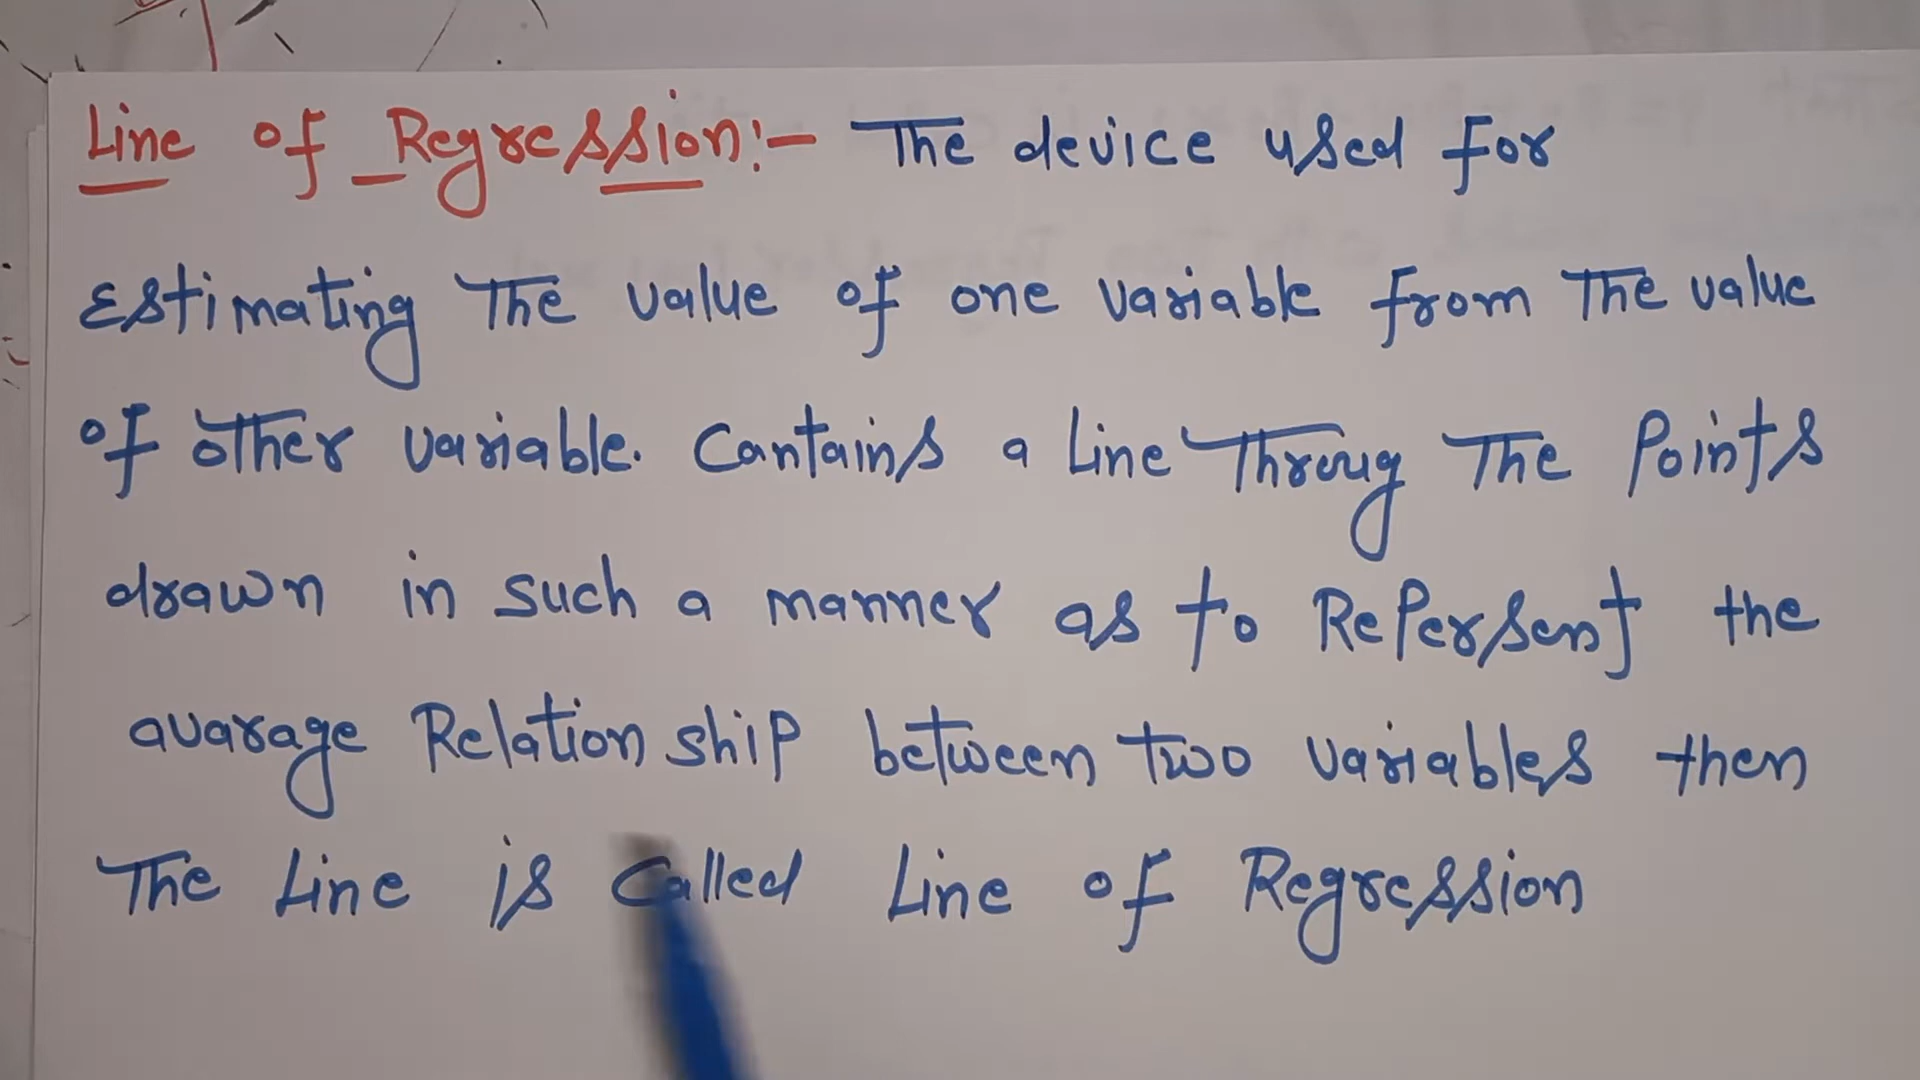 Line of Regression:- The device used for
Estimating The value of one variable from The value
of other variable. Cantains a Line Throug The Points
drawn in such a manner as to RePersent the
avarage Relation ship between two variables then
The Line is called Line of Regression